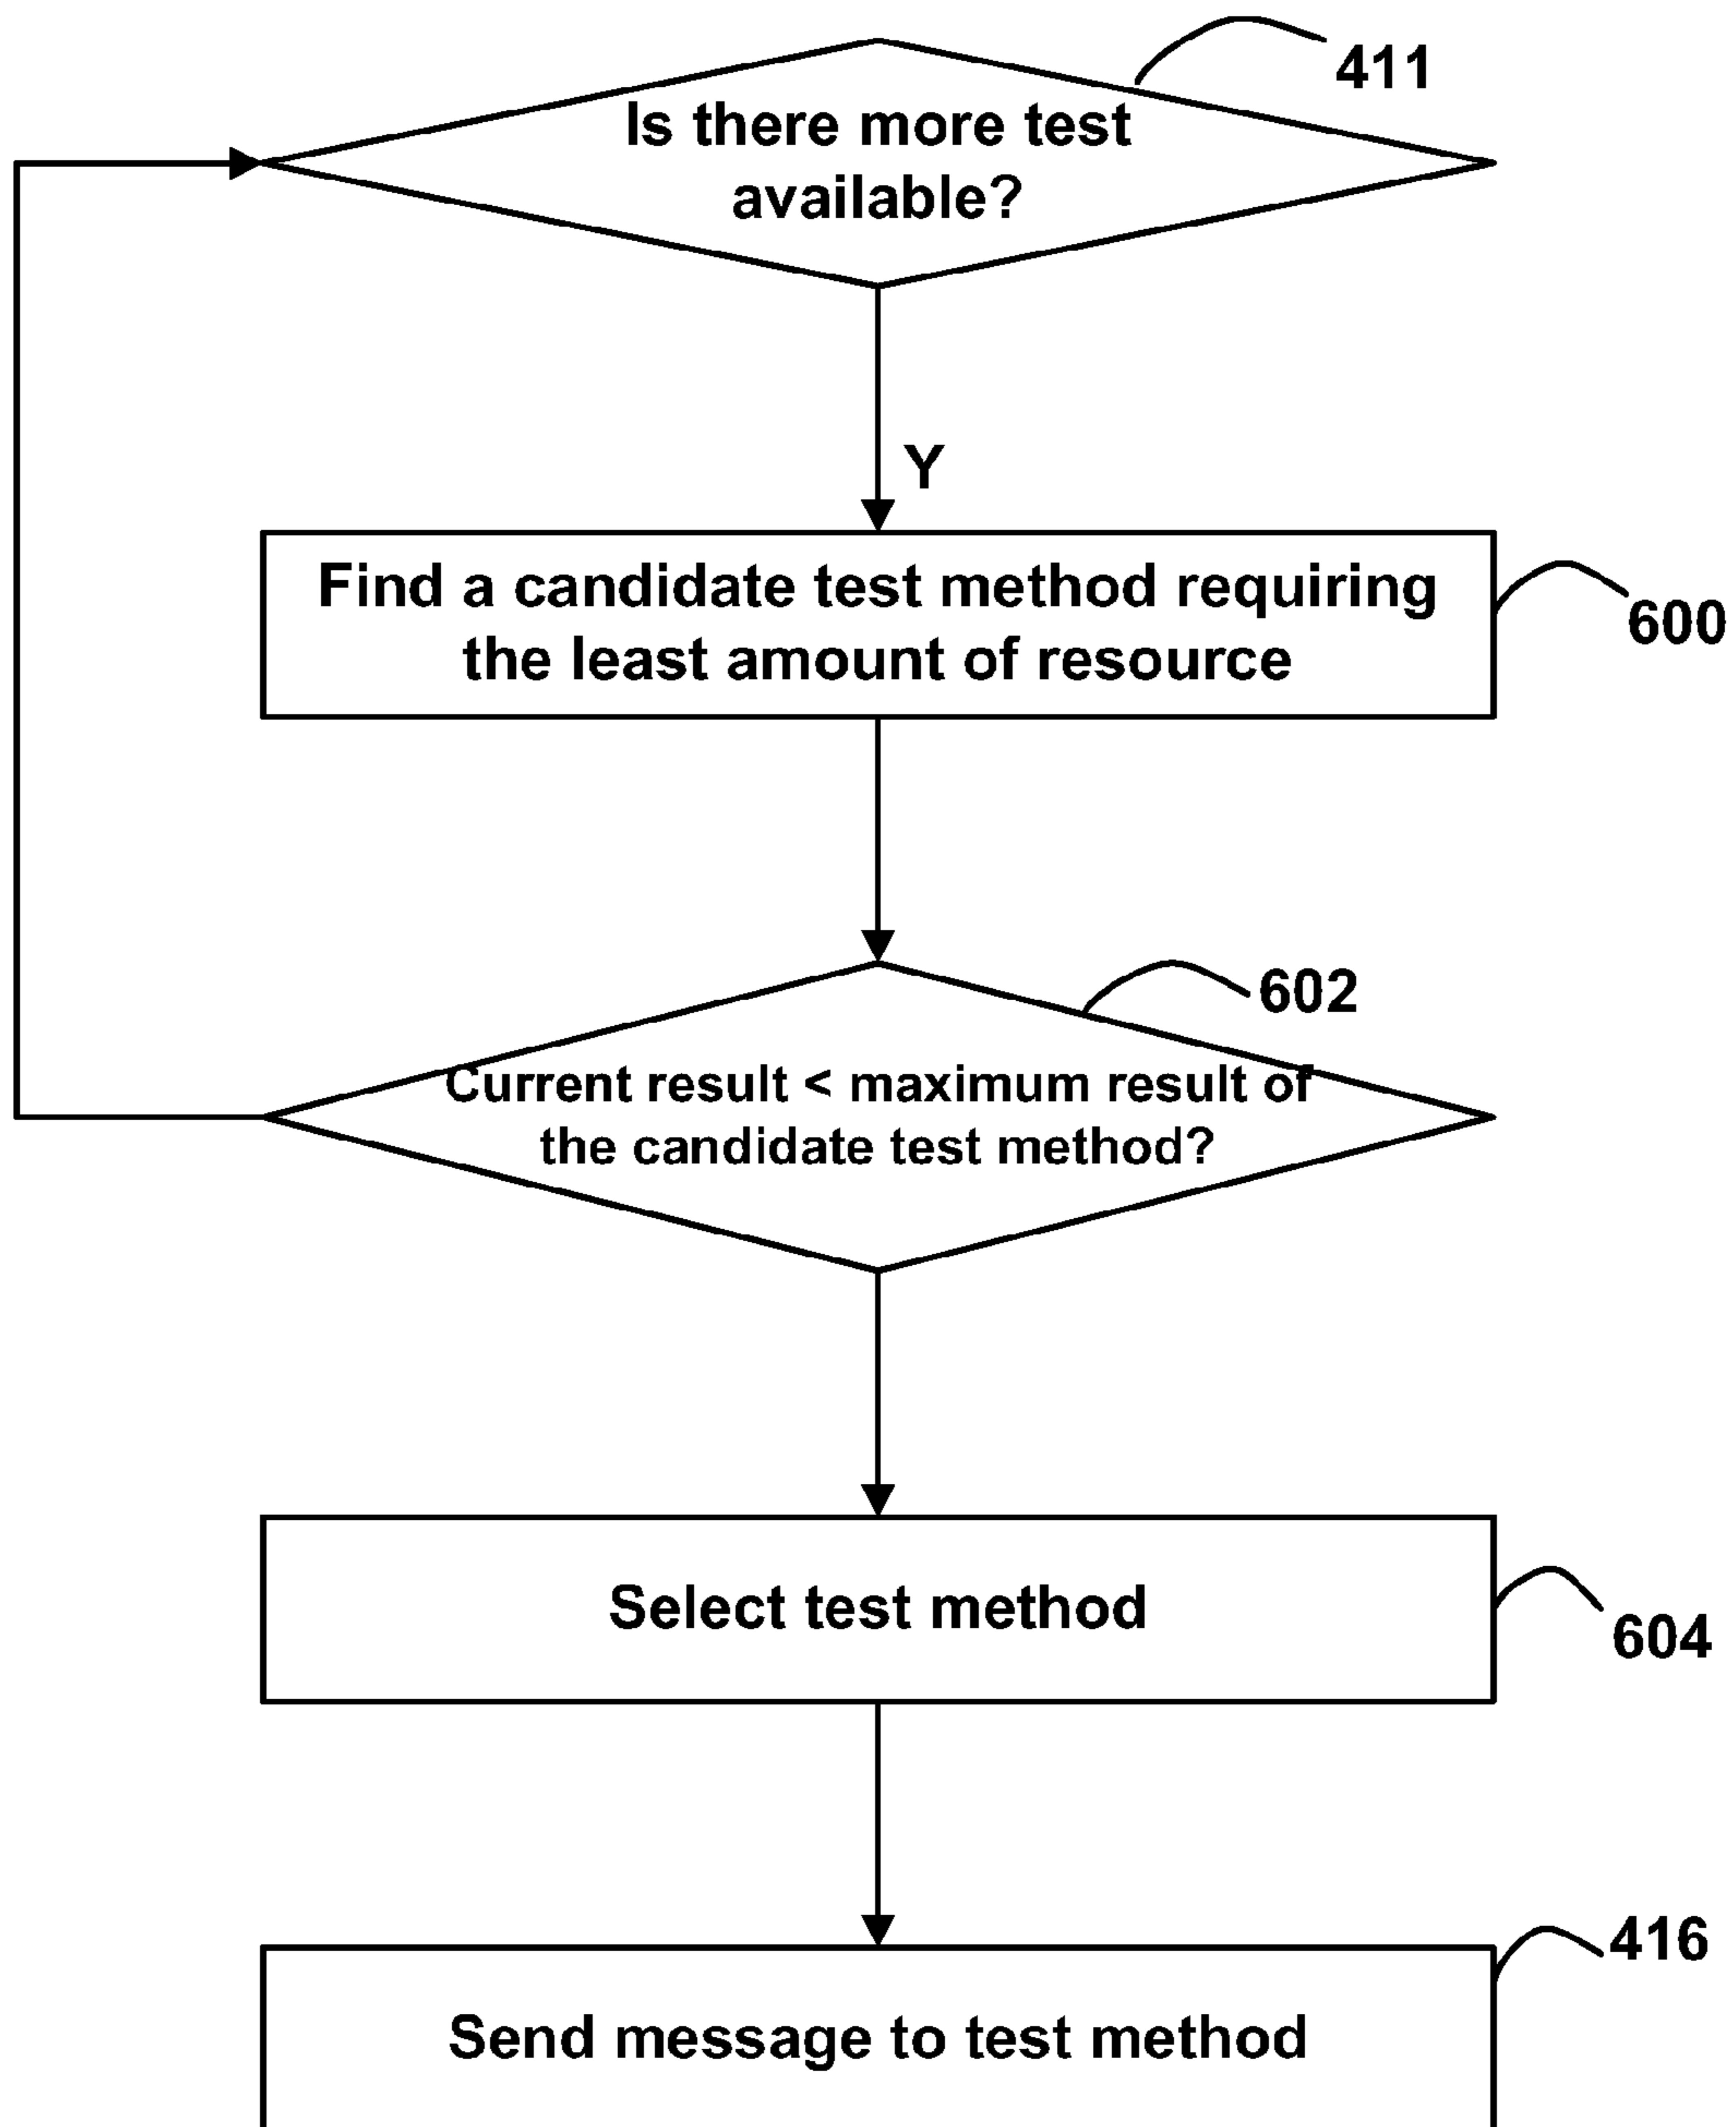 411
Is there more test
available?
Y
Find a candidate test method requiring
the least amount of resource
600
602
Current result < maximum result of
the candidate test method?
Select test method
604
416
Send message to test method